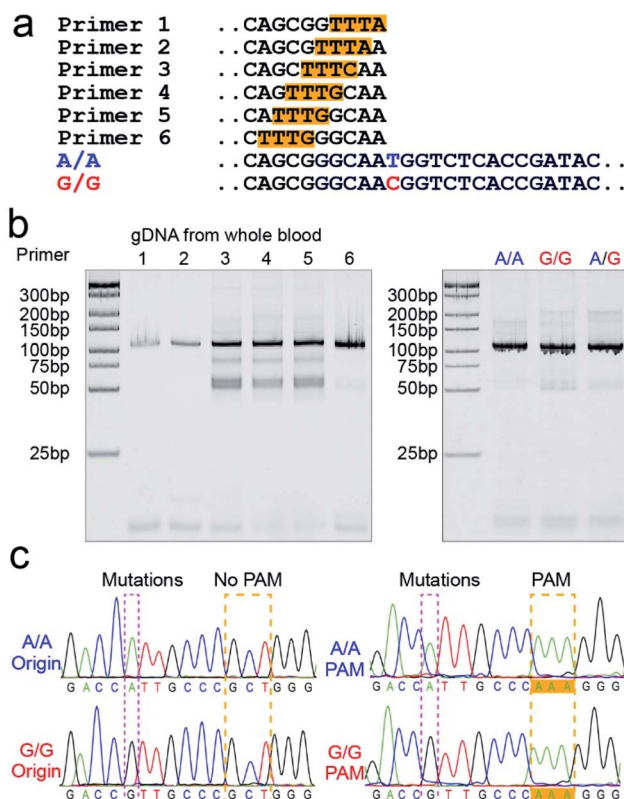 a
Primer 1 ..CAGCGGTTTA
Primer 2 ..CAGCGTTTAA
Primer 3 ..CAGCTTTCAA
Primer 4 ..CAGTTTGCAA
Primer 5 ..CATTTGGCAA
Primer 6 ..CTTTGGGCAA
A/A ..CAGCGGGCAATGGTCTCACCGATAC..
G/G ..CAGCGGGCAACGGTCTCACCGATAC..
b
gDNA from whole blood
Primer 1 2 3 4 5 6
300bp
200bp
150bp
100bp
75bp
50bp
25bp
A/A G/G A/G
300bp
200bp
150bp
100bp
75bp
50bp
25bp
c
Mutations No PAM
A/A
Origin
G A C C A T T G C C C G C T G G G
G/G
Origin
G A C C G T T G C C C G C T G G G
Mutations PAM
A/A
PAM
G A C C A T T G C C C A A A G G G
G/G
PAM
G A C C G T T G C C C A A A G G G